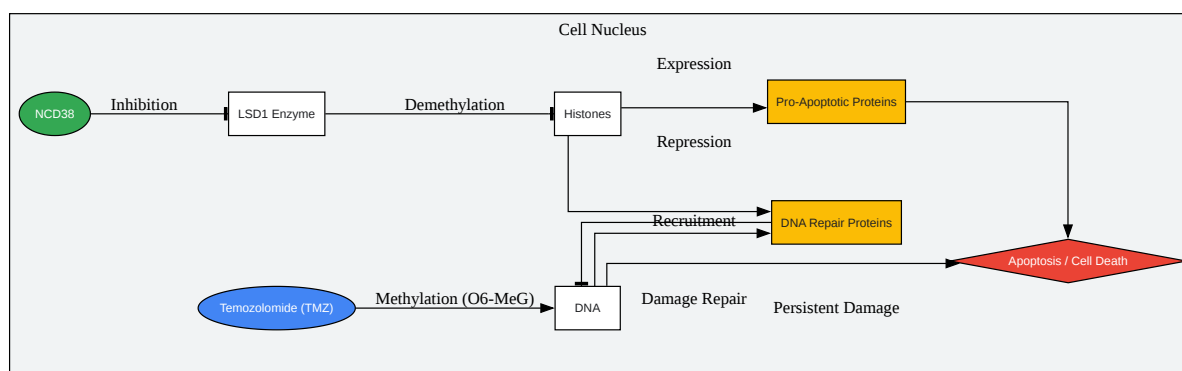 Cell Nucleus
Expression
NCD38
Inhibition
LSD1 Enzyme
Demethylation
Histones
Pro-Apoptotic Proteins
Repression
Recruitment
DNA Repair Proteins
Apoptosis / Cell Death
Temozolomide (TMZ)
Methylation (O6-MeG)
DNA
Damage Repair
Persistent Damage